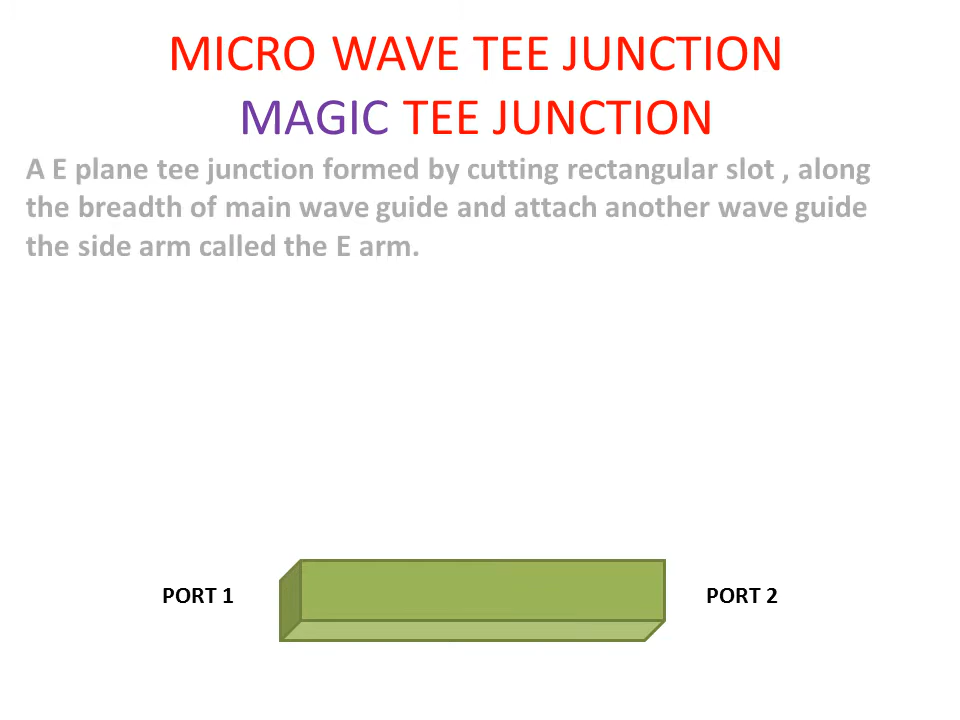 MICRO WAVE TEE JUNCTION
MAGIC TEE JUNCTION
A E plane tee junction formed by cutting rectangular slot , along
the breadth of main wave guide and attach another wave guide
the side arm called the E arm.
PORT 1
PORT 2